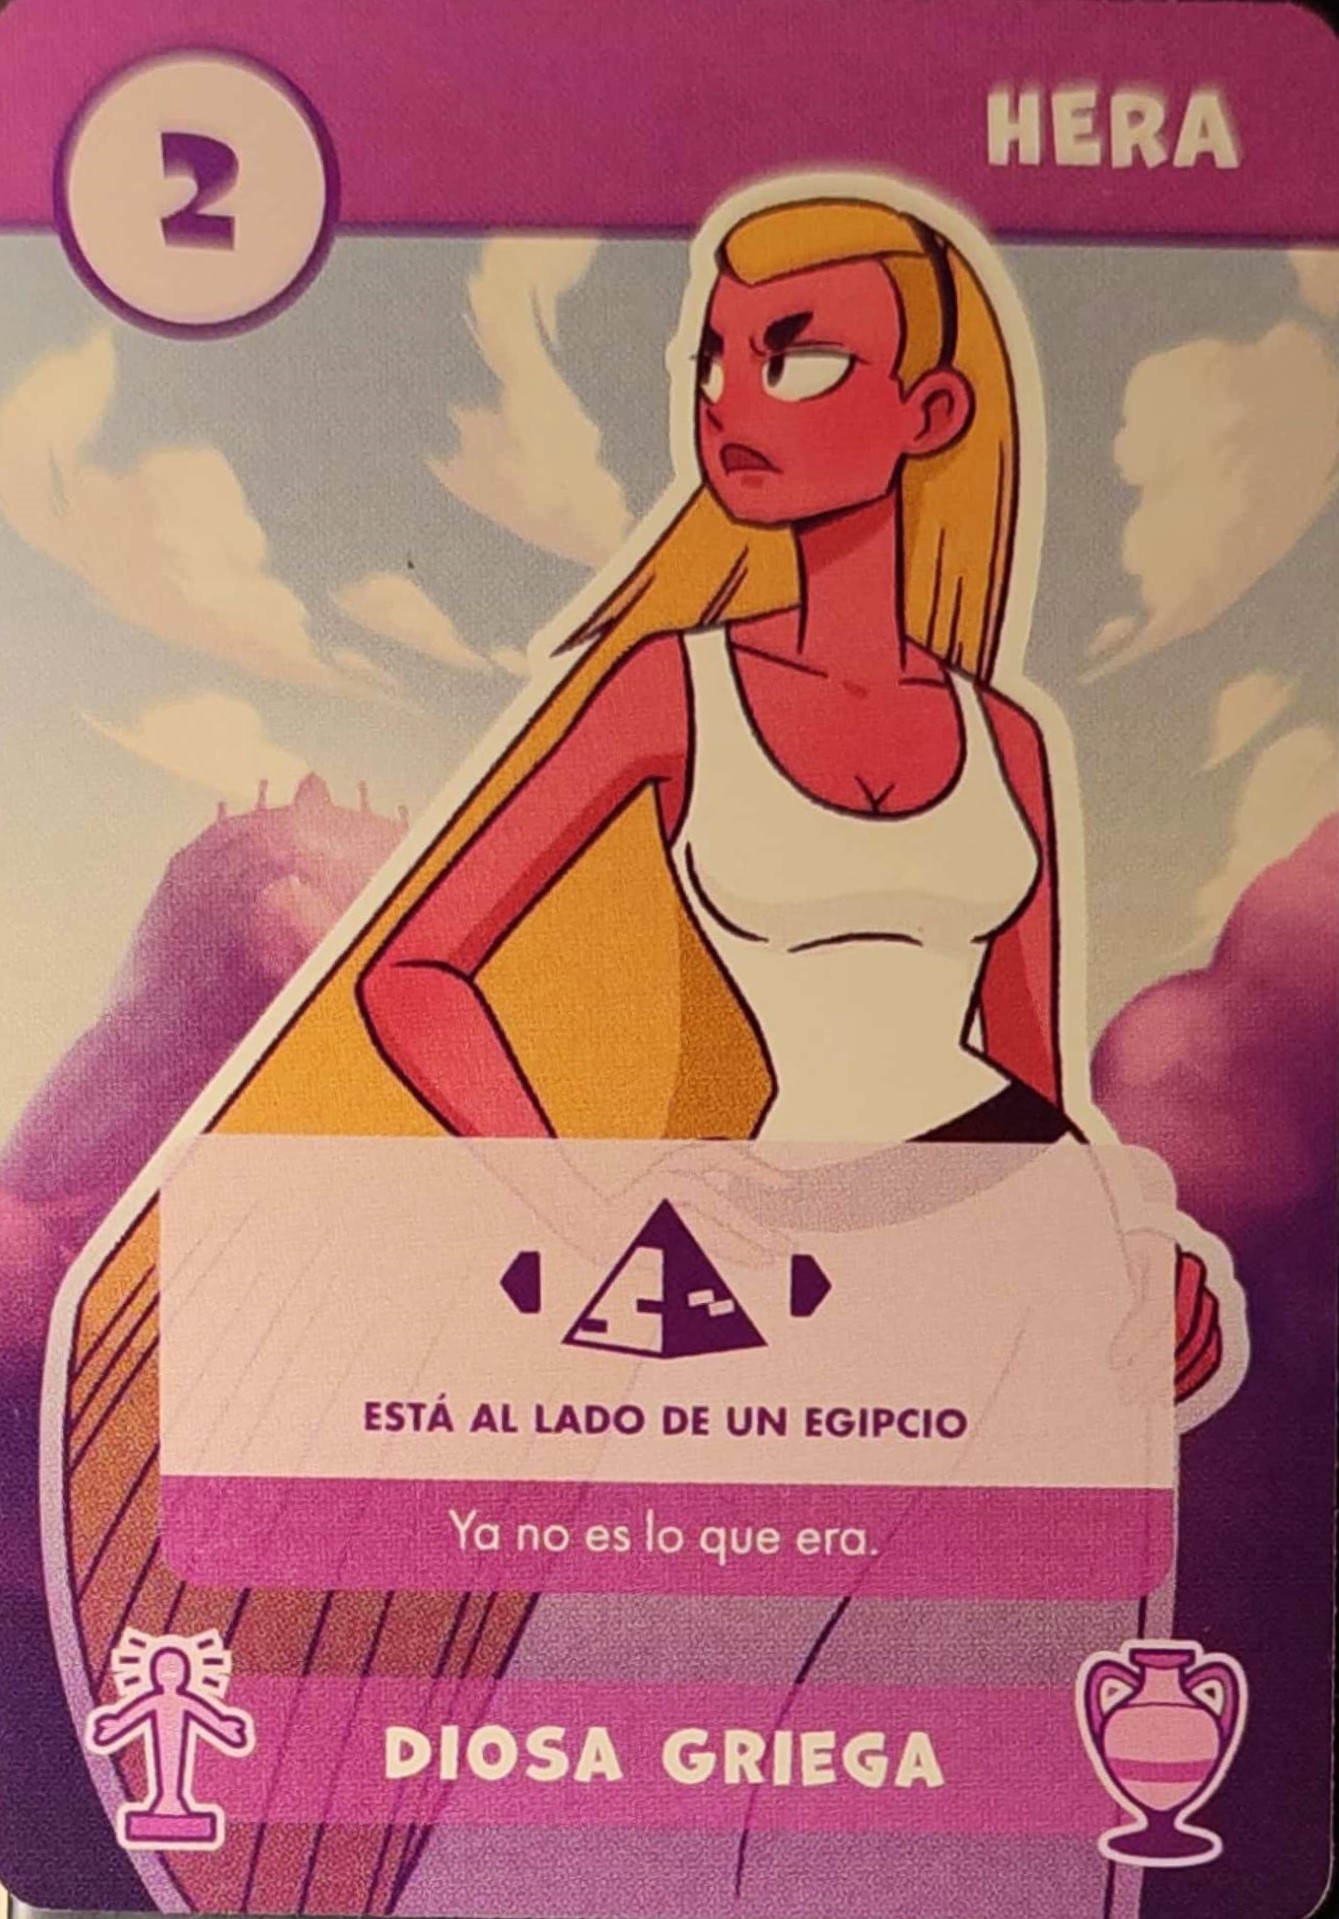 2
HERA
ESTÁ AL LADO DE UN EGIPCIO
Ya no es lo que era.
DIOSA GRIEGA